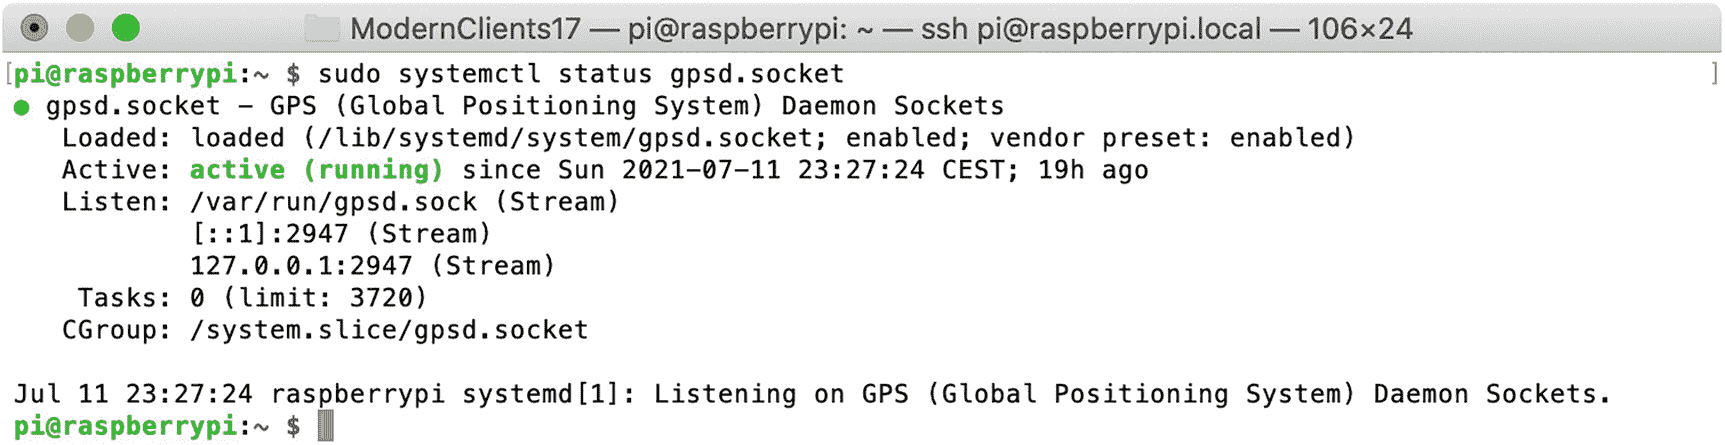 ModernClients17 — pi@raspberrypi: ~ — ssh pi@raspberrypi.local — 106×24
[pi@raspberrypi:~ $ sudo systemctl status gpsd.socket ]
● gpsd.socket - GPS (Global Positioning System) Daemon Sockets
Loaded: loaded (/lib/systemd/system/gpsd.socket; enabled; vendor preset: enabled)
Active: active (running) since Sun 2021-07-11 23:27:24 CEST; 19h ago
Listen: /var/run/gpsd.sock (Stream)
[::1]:2947 (Stream)
127.0.0.1:2947 (Stream)
Tasks: 0 (limit: 3720)
CGroup: /system.slice/gpsd.socket
Jul 11 23:27:24 raspberrypi systemd[1]: Listening on GPS (Global Positioning System) Daemon Sockets.
pi@raspberrypi:~ $